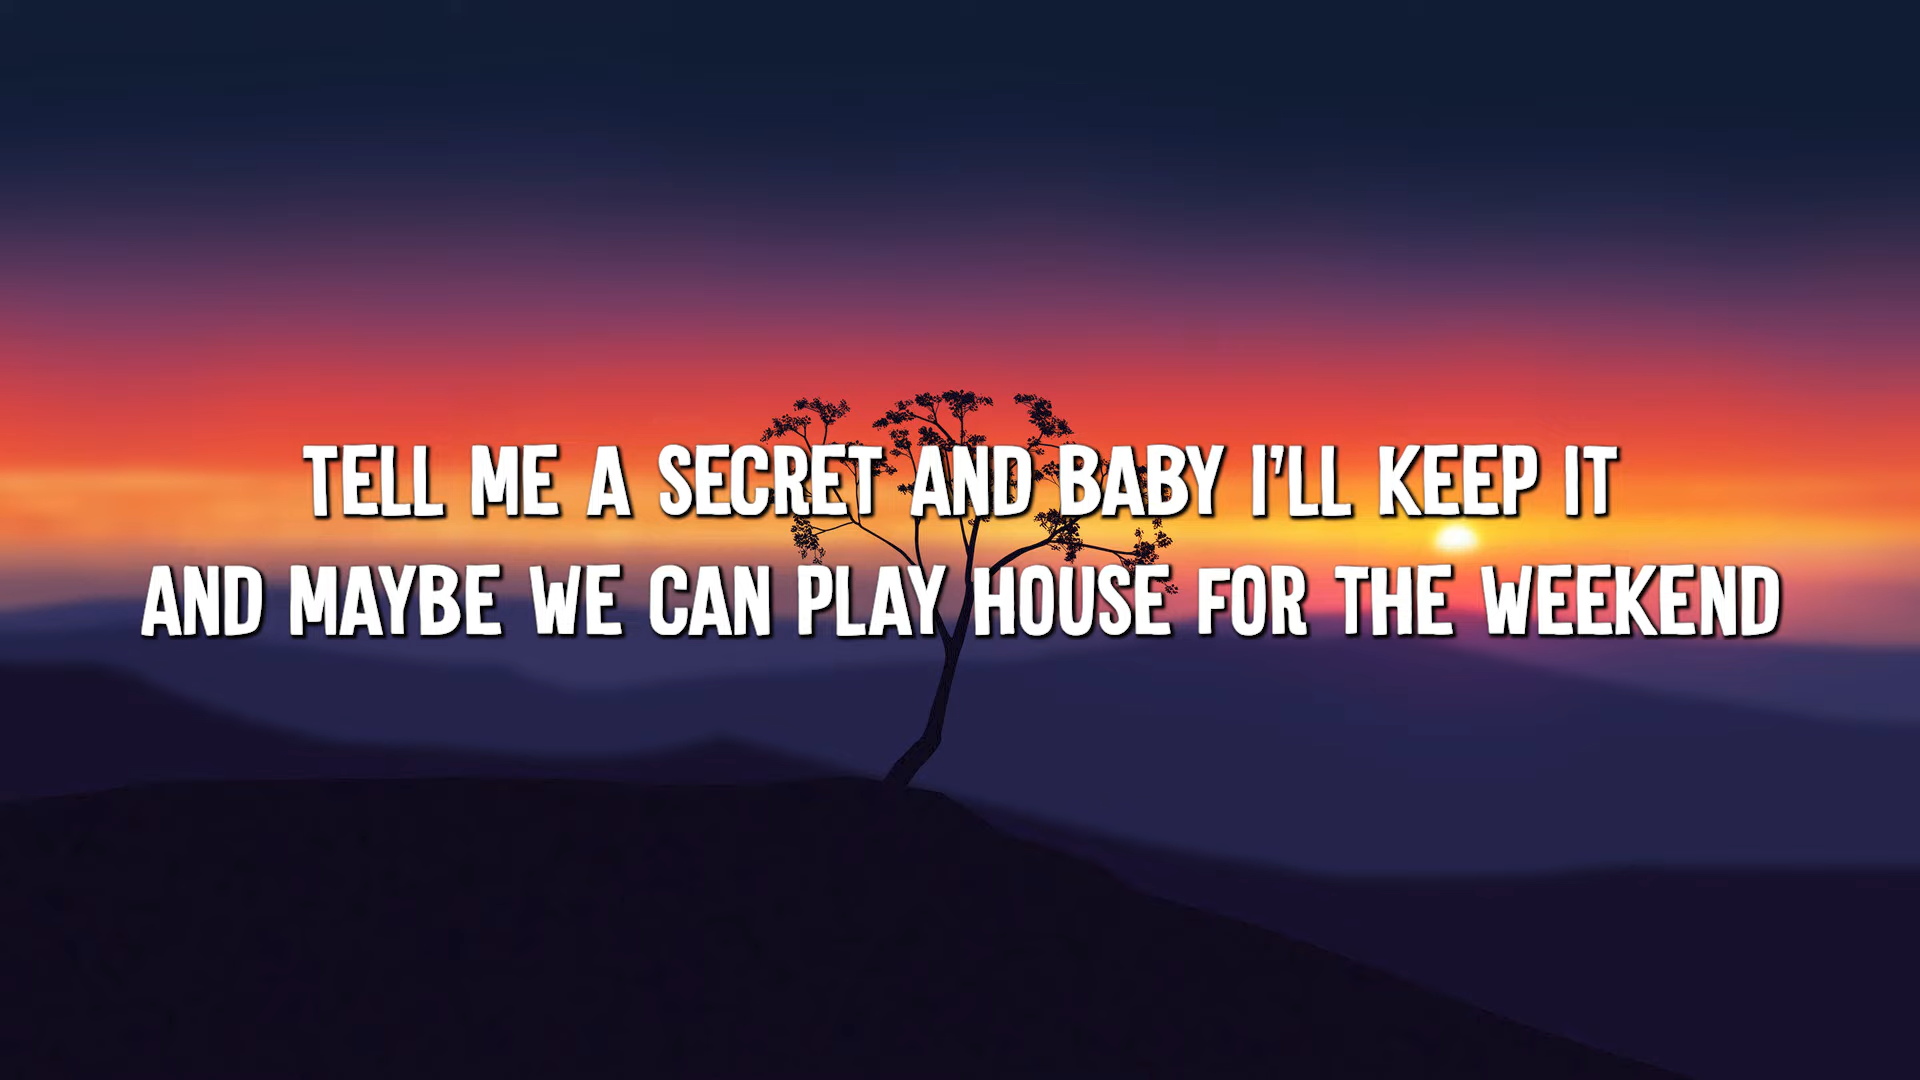 TELL ME A SECRET AND BABY I'LL KEEP IT
AND MAYBE WE CAN PLAY HOUSE FOR THE WEEKEND